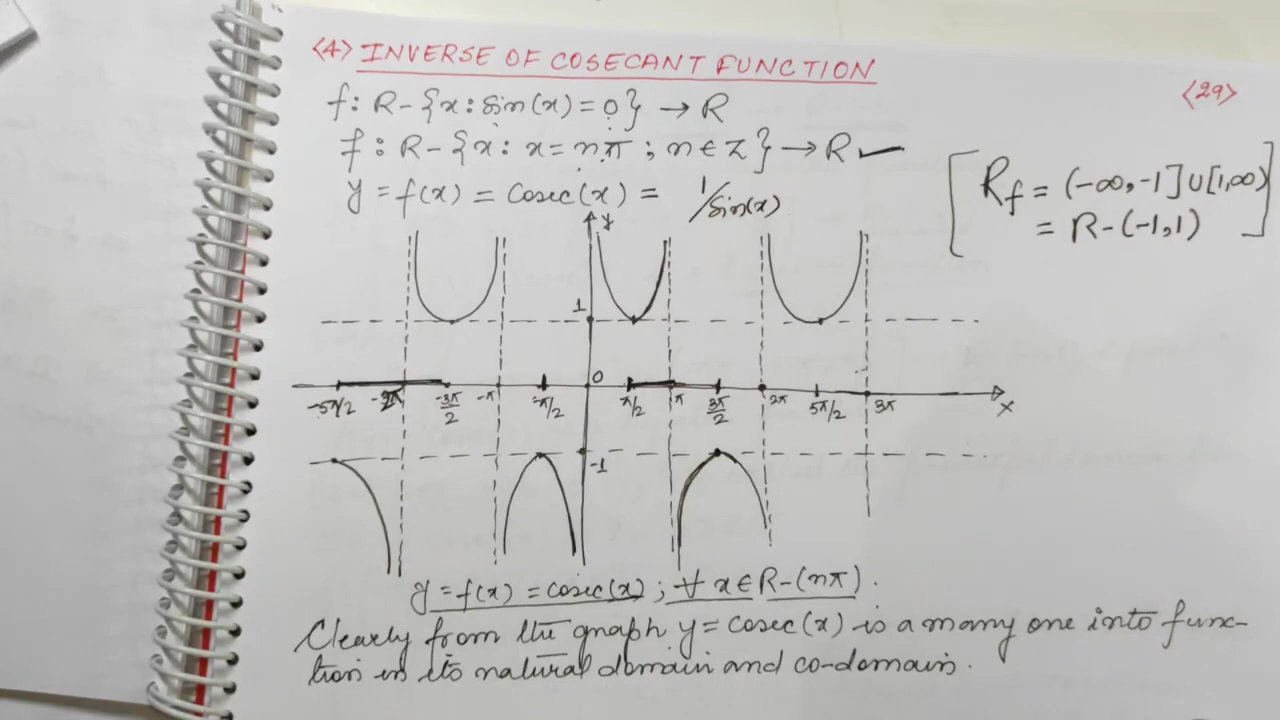 <4> INVERSE OF COSECANT FUNCTION
<29>
f: R-{x: sin(x)=0} → R
f: R-{x: x=nπ ; n∈Z} → R ✓
y = f(x) = cosec(x) = 1/sin(x)
[R_f = (-∞,-1]∪[1,∞)
= R-(-1,1)]
y
1
0
-5π/2 -2π -3π/2 -π -π/2 π/2 π 3π/2 2π 5π/2 3π
x
-1
y=f(x)=cosec(x) ; ∀ x∈R-(nπ).
Clearly from the graph y=cosec(x) is a many one into func-
tion in its natural domain and co-domain.